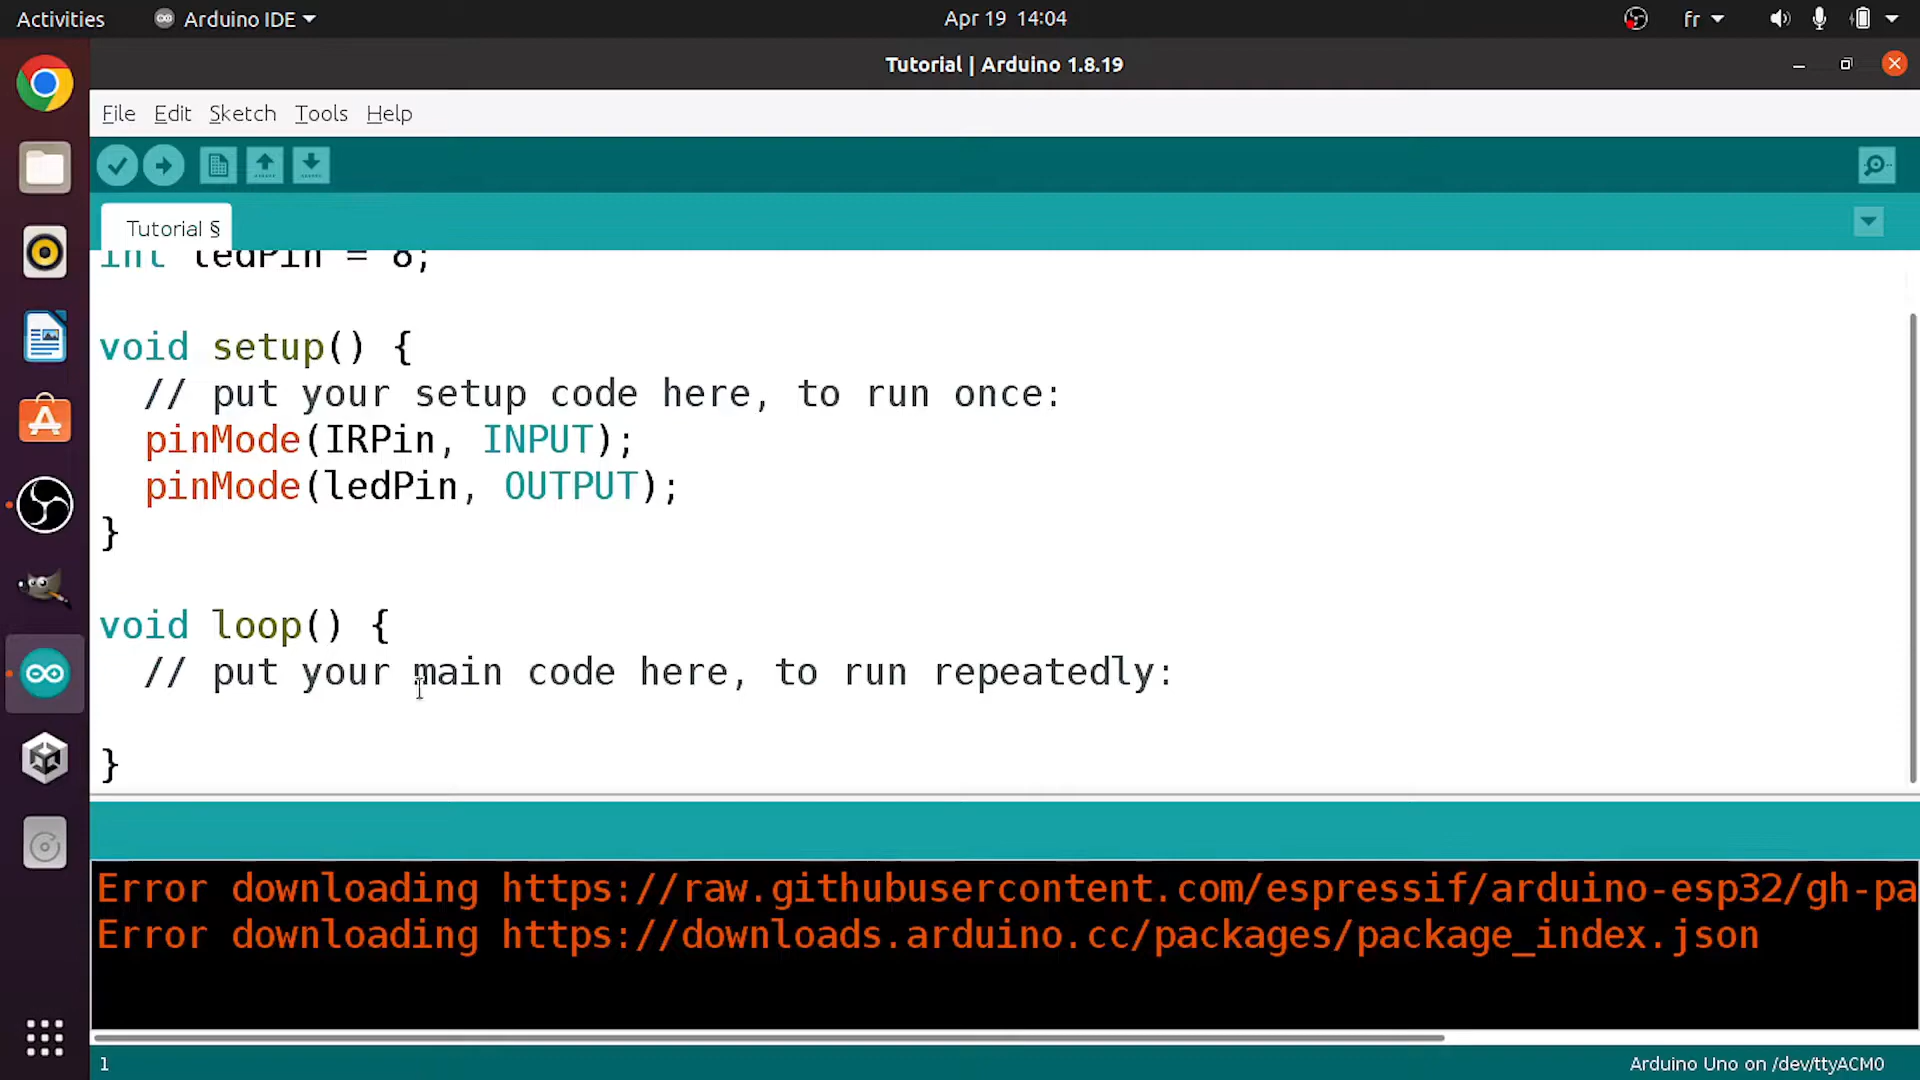 Activities
Arduino IDE
Apr 19 14:04
fr
Tutorial | Arduino 1.8.19
File Edit Sketch Tools Help
Tutorial §
int ledPin = 8;
void setup() {
// put your setup code here, to run once:
pinMode(IRPin, INPUT);
pinMode(ledPin, OUTPUT);
}
void loop() {
// put your main code here, to run repeatedly:
}
Error downloading https://raw.githubusercontent.com/espressif/arduino-esp32/gh-pa
Error downloading https://downloads.arduino.cc/packages/package_index.json
1
Arduino Uno on /dev/ttyACM0